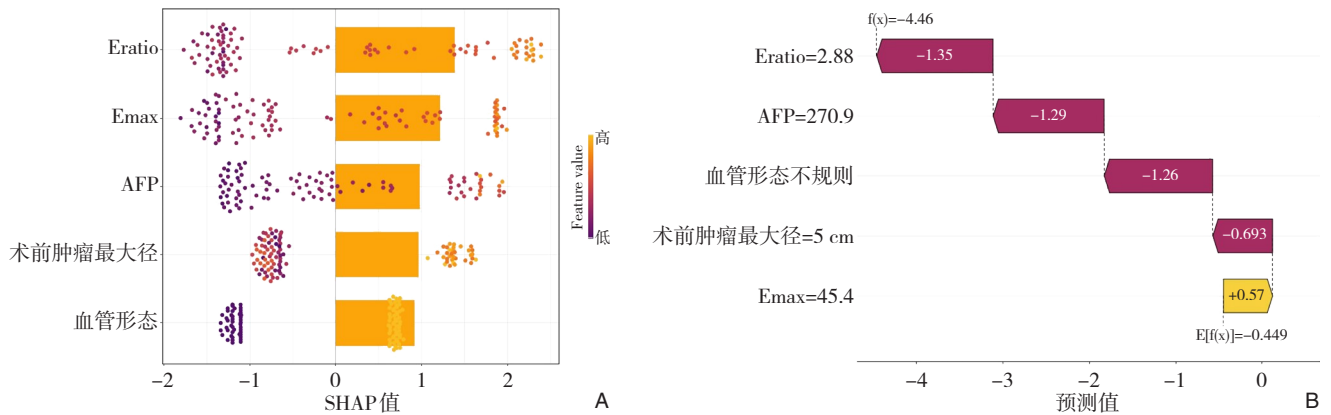 Eratio
Emax
AFP
术前肿瘤最大径
血管形态
−2
−1
0
1
2
SHAP值
A
高
Feature value
低
f(x)=−4.46
Eratio=2.88
−1.35
AFP=270.9
−1.29
血管形态不规则
−1.26
术前肿瘤最大径=5 cm
−0.693
Emax=45.4
+0.57
E[f(x)]=−0.449
−4
−3
−2
−1
0
预测值
B